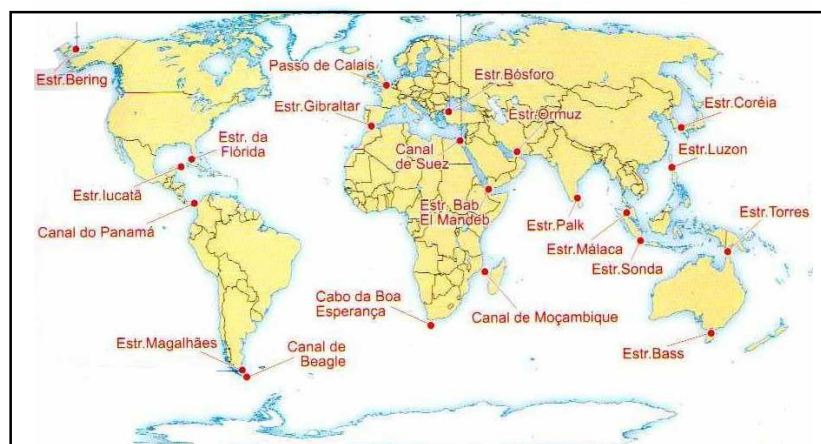 Estr.Bering
Passo de Calais
Estr.Bósforo
Estr.Gibraltar
Estr.Ormuz
Estr.Coréia
Estr. da
Flórida
Canal
de Suez
Estr.Luzon
Estr.Iucatã
Estr. Bab
El Mandeb
Canal do Panamá
Estr.Palk
Estr.Torres
Estr.Málaca
Estr.Sonda
Cabo da Boa
Esperança
Canal de Moçambique
Estr.Magalhães
Canal de
Beagle
Estr.Bass